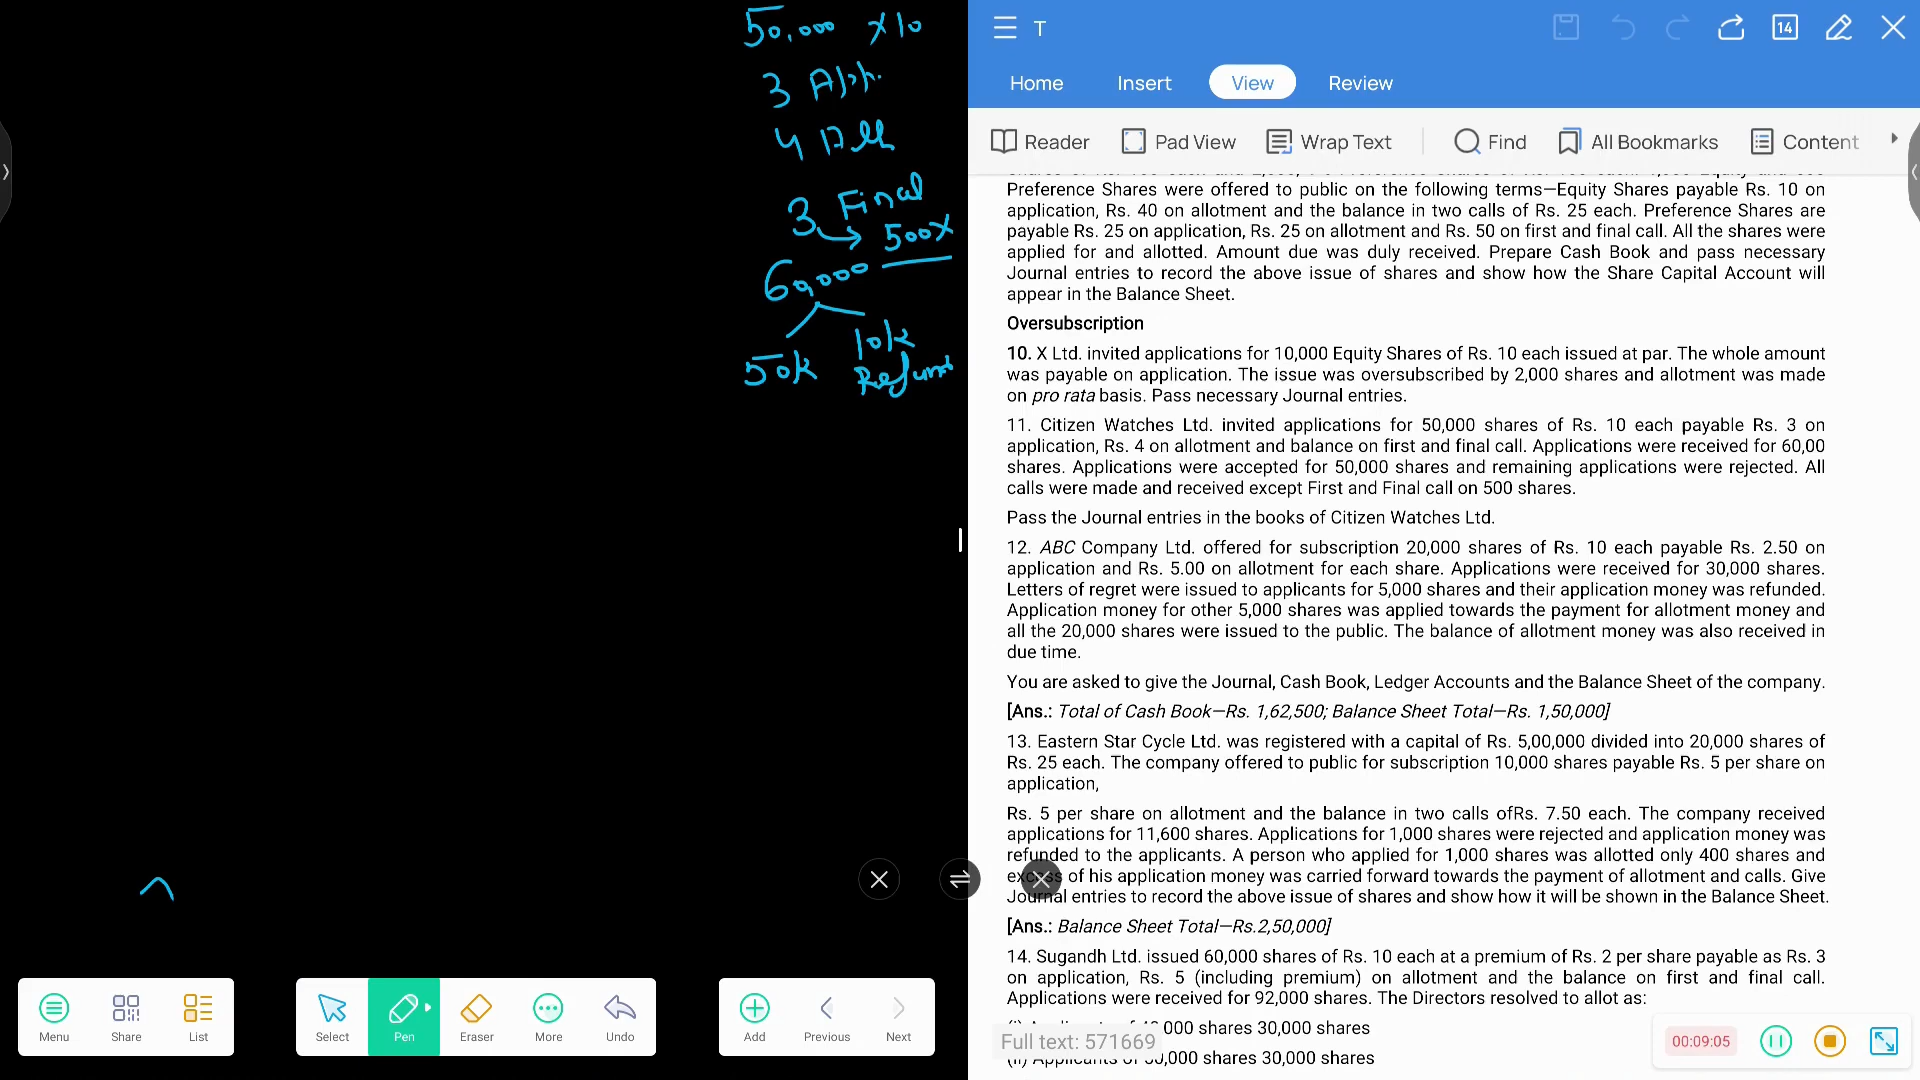 50,000 X 10
3 App.
4 All
3 Final
500X
60,000
50k
10k
Refund
Menu
Share
List
Select
Pen
Eraser
More
Undo
Add
Previous
Next
T
14
Home Insert View Review
Reader Pad View Wrap Text Find All Bookmarks Content
Preference Shares were offered to public on the following terms—Equity Shares payable Rs. 10 on
application, Rs. 40 on allotment and the balance in two calls of Rs. 25 each. Preference Shares are
payable Rs. 25 on application, Rs. 25 on allotment and Rs. 50 on first and final call. All the shares were
applied for and allotted. Amount due was duly received. Prepare Cash Book and pass necessary
Journal entries to record the above issue of shares and show how the Share Capital Account will
appear in the Balance Sheet.
Oversubscription
10. X Ltd. invited applications for 10,000 Equity Shares of Rs. 10 each issued at par. The whole amount
was payable on application. The issue was oversubscribed by 2,000 shares and allotment was made
on pro rata basis. Pass necessary Journal entries.
11. Citizen Watches Ltd. invited applications for 50,000 shares of Rs. 10 each payable Rs. 3 on
application, Rs. 4 on allotment and balance on first and final call. Applications were received for 60,00
shares. Applications were accepted for 50,000 shares and remaining applications were rejected. All
calls were made and received except First and Final call on 500 shares.
Pass the Journal entries in the books of Citizen Watches Ltd.
12. ABC Company Ltd. offered for subscription 20,000 shares of Rs. 10 each payable Rs. 2.50 on
application and Rs. 5.00 on allotment for each share. Applications were received for 30,000 shares.
Letters of regret were issued to applicants for 5,000 shares and their application money was refunded.
Application money for other 5,000 shares was applied towards the payment for allotment money and
all the 20,000 shares were issued to the public. The balance of allotment money was also received in
due time.
You are asked to give the Journal, Cash Book, Ledger Accounts and the Balance Sheet of the company.
[Ans.: Total of Cash Book—Rs. 1,62,500; Balance Sheet Total—Rs. 1,50,000]
13. Eastern Star Cycle Ltd. was registered with a capital of Rs. 5,00,000 divided into 20,000 shares of
Rs. 25 each. The company offered to public for subscription 10,000 shares payable Rs. 5 per share on
application,
Rs. 5 per share on allotment and the balance in two calls ofRs. 7.50 each. The company received
applications for 11,600 shares. Applications for 1,000 shares were rejected and application money was
refunded to the applicants. A person who applied for 1,000 shares was allotted only 400 shares and
excess of his application money was carried forward towards the payment of allotment and calls. Give
Journal entries to record the above issue of shares and show how it will be shown in the Balance Sheet.
[Ans.: Balance Sheet Total—Rs.2,50,000]
14. Sugandh Ltd. issued 60,000 shares of Rs. 10 each at a premium of Rs. 2 per share payable as Rs. 3
on application, Rs. 5 (including premium) on allotment and the balance on first and final call.
Applications were received for 92,000 shares. The Directors resolved to allot as:
000 shares 30,000 shares
Full text: 571669
000 shares 30,000 shares
00:09:05